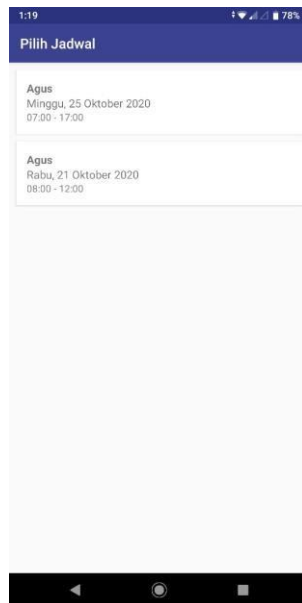 1:19
78%
Pilih Jadwal
Agus
Minggu, 25 Oktober 2020
07:00 - 17:00
Agus
Rabu, 21 Oktober 2020
08:00 - 12:00